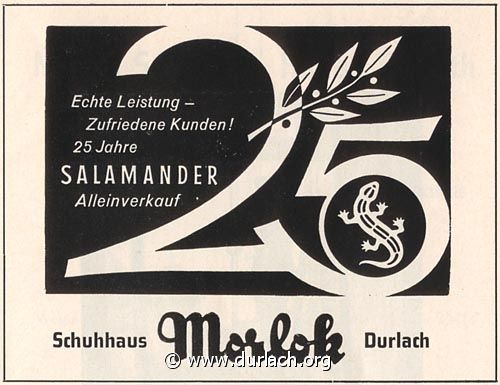 Echte Leistung –
Zufriedene Kunden!
25 Jahre
SALAMANDER
Alleinverkauf
25
Schuhhaus Morlok Durlach
© www.durlach.org